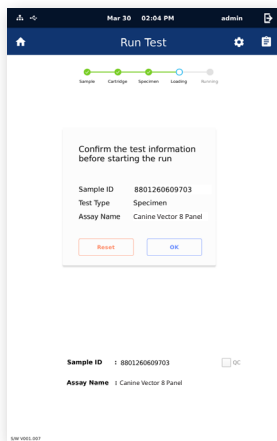 Mar 30 02:04 PM admin
Run Test
Sample Cartridge Specimen Loading Running
Confirm the test information
before starting the run
Sample ID 8801260609703
Test Type Specimen
Assay Name Canine Vector 8 Panel
Reset OK
Sample ID : 8801260609703 QC
Assay Name : Canine Vector 8 Panel
S/W V001.007